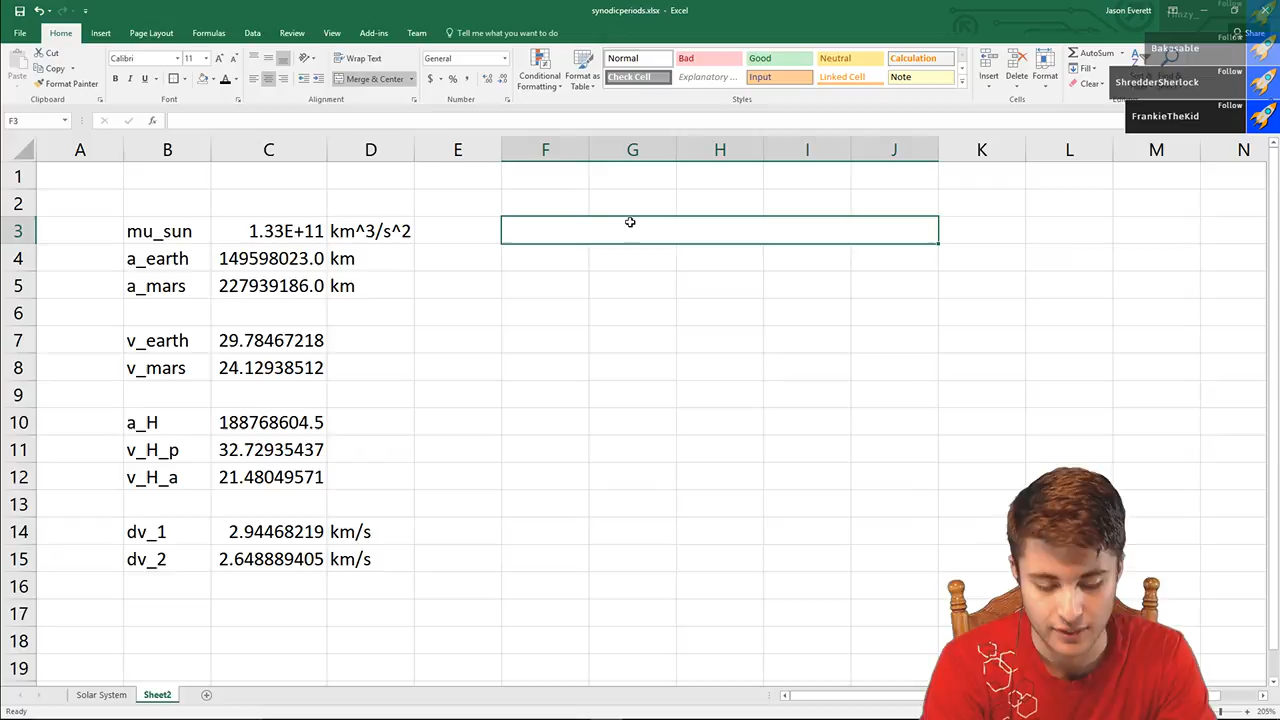 synodicperiods.xlsx - Excel
Jason Everett
Timzy_
Follow
File Home Insert Page Layout Formulas Data Review View Add-ins Team Tell me what you want to do
Share
Follow
Bakasable
Follow
ShredderSherlock
Follow
FrankieTheKid
Paste
Cut
Copy
Format Painter
Clipboard
Calibri 11
B I U
A
Font
Wrap Text
Merge & Center
Alignment
General
$ % ,
Number
Conditional Formatting
Format as Table
Normal Bad Good Neutral Calculation
Check Cell Explanatory ... Input Linked Cell Note
Styles
Insert Delete Format
Cells
AutoSum
Fill
Clear
F3
fx
A B C D E F G H I J K L M N
1
2
3 mu_sun 1.33E+11 km^3/s^2
4 a_earth 149598023.0 km
5 a_mars 227939186.0 km
6
7 v_earth 29.78467218
8 v_mars 24.12938512
9
10 a_H 188768604.5
11 v_H_p 32.72935437
12 v_H_a 21.48049571
13
14 dv_1 2.94468219 km/s
15 dv_2 2.648889405 km/s
16
17
18
19
Solar System Sheet2
Ready
205%